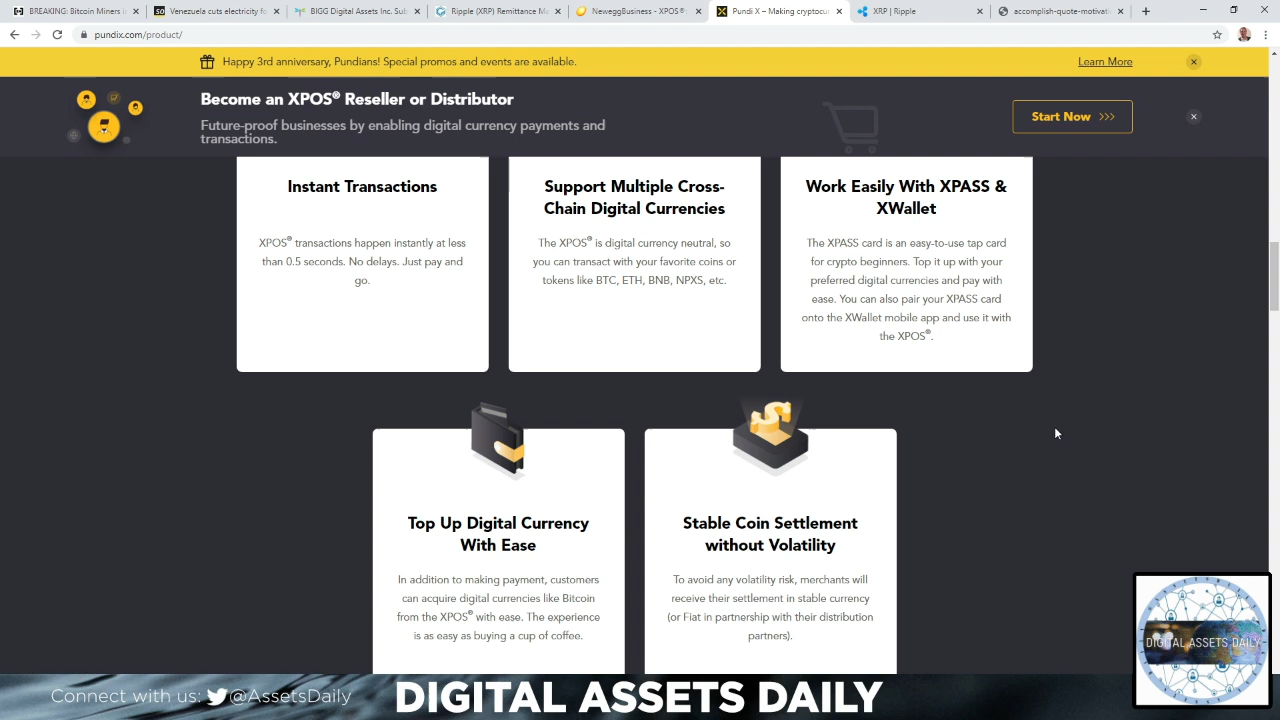 BREAKING: Bitcoin Miners in
Venezuela cuts electricity fo
BIGG Digital Assets Inc. Sub
Ripple (XRP) Remittance Ma
NeweggBusiness - XPOS®
Pundi X – Making cryptocu
XRP | Ripple
accomplish-quote-motivati
pundix.com/product/
Happy 3rd anniversary, Pundians! Special promos and events are available.
Learn More
Become an XPOS® Reseller or Distributor
Future-proof businesses by enabling digital currency payments and
transactions.
Start Now >>>
Instant Transactions
XPOS® transactions happen instantly at less
than 0.5 seconds. No delays. Just pay and
go.
Support Multiple Cross-
Chain Digital Currencies
The XPOS® is digital currency neutral, so
you can transact with your favorite coins or
tokens like BTC, ETH, BNB, NPXS, etc.
Work Easily With XPASS &
XWallet
The XPASS card is an easy-to-use tap card
for crypto beginners. Top it up with your
preferred digital currencies and pay with
ease. You can also pair your XPASS card
onto the XWallet mobile app and use it with
the XPOS®.
Top Up Digital Currency
With Ease
In addition to making payment, customers
can acquire digital currencies like Bitcoin
from the XPOS® with ease. The experience
is as easy as buying a cup of coffee.
Stable Coin Settlement
without Volatility
To avoid any volatility risk, merchants will
receive their settlement in stable currency
(or Fiat in partnership with their distribution
partners).
DIGITAL ASSETS DAILY
Connect with us: @AssetsDaily
DIGITAL ASSETS DAILY